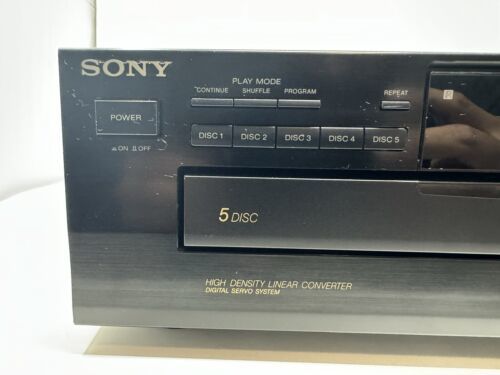 SONY
PLAY MODE
CONTINUE SHUFFLE PROGRAM
REPEAT
POWER
DISC 1 DISC 2 DISC 3 DISC 4 DISC 5
ON OFF
5 DISC
HIGH DENSITY LINEAR CONVERTER
DIGITAL SERVO SYSTEM